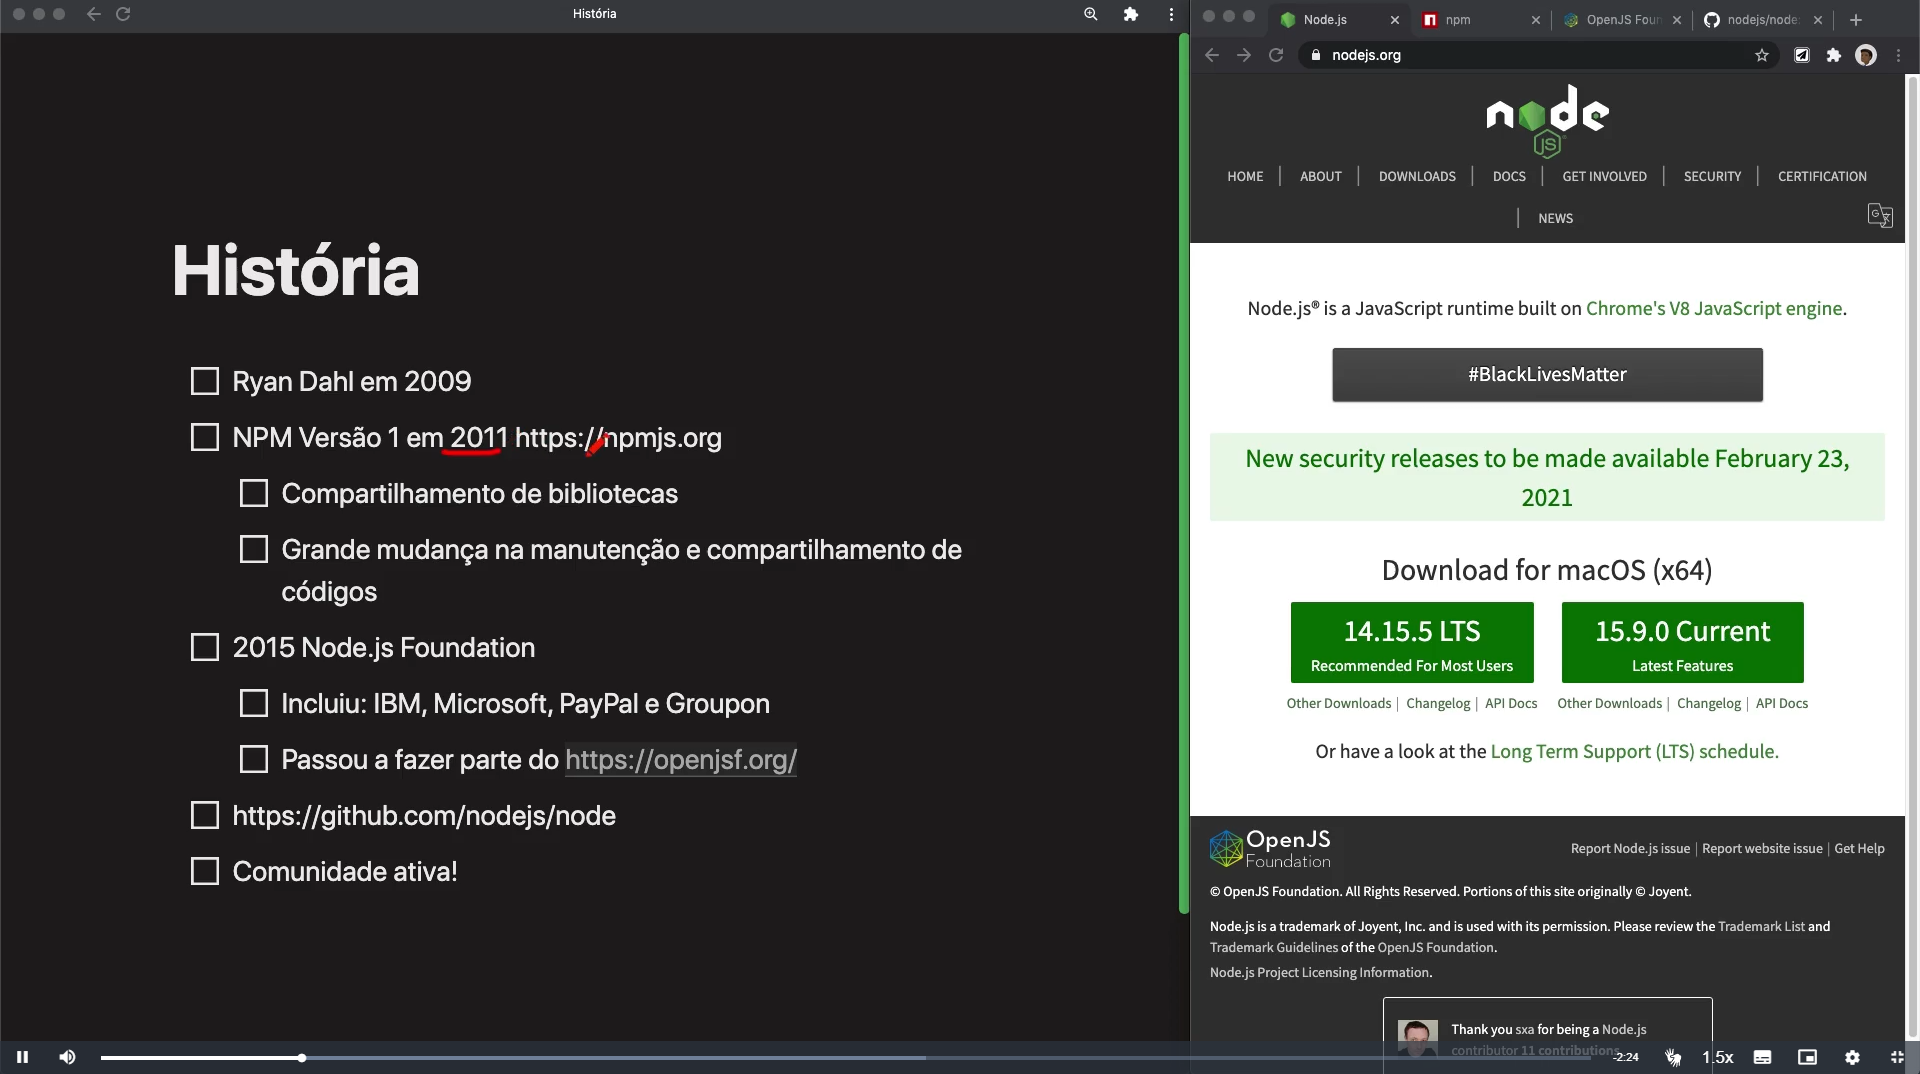 História
História
Ryan Dahl em 2009
NPM Versão 1 em 2011 https://npmjs.org
Compartilhamento de bibliotecas
Grande mudança na manutenção e compartilhamento de
códigos
2015 Node.js Foundation
Incluiu: IBM, Microsoft, PayPal e Groupon
Passou a fazer parte do https://openjsf.org/
https://github.com/nodejs/node
Comunidade ativa!
Node.js npm OpenJS Foun nodejs/node:
nodejs.org
node
JS
HOME | ABOUT | DOWNLOADS | DOCS | GET INVOLVED | SECURITY | CERTIFICATION
| NEWS
Node.js® is a JavaScript runtime built on Chrome's V8 JavaScript engine.
#BlackLivesMatter
New security releases to be made available February 23,
2021
Download for macOS (x64)
14.15.5 LTS
Recommended For Most Users
15.9.0 Current
Latest Features
Other Downloads | Changelog | API Docs
Other Downloads | Changelog | API Docs
Or have a look at the Long Term Support (LTS) schedule.
OpenJS
Foundation
Report Node.js issue | Report website issue | Get Help
© OpenJS Foundation. All Rights Reserved. Portions of this site originally © Joyent.
Node.js is a trademark of Joyent, Inc. and is used with its permission. Please review the Trademark List and
Trademark Guidelines of the OpenJS Foundation.
Node.js Project Licensing Information.
Thank you sxa for being a Node.js
contributor 11 contributions
-2:24
1.5x